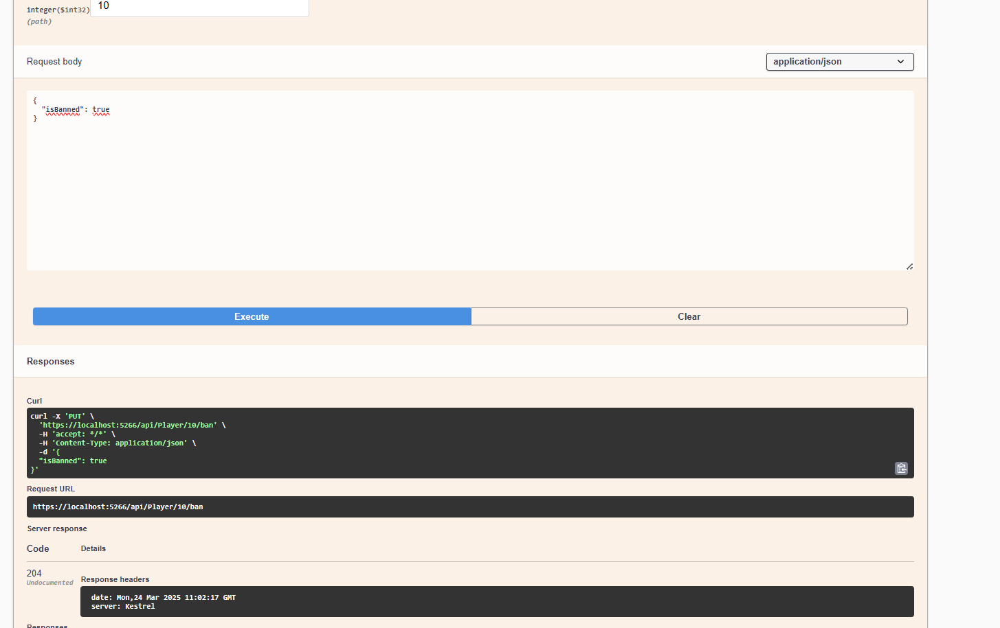 10
integer($int32)
(path)
Request body
application/json
{
"isBanned": true
}
Execute
Clear
Responses
Curl
curl -X 'PUT' \
'https://localhost:5266/api/Player/10/ban' \
-H 'accept: */*' \
-H 'Content-Type: application/json' \
-d '{
"isBanned": true
}'
Request URL
https://localhost:5266/api/Player/10/ban
Server response
Code
Details
204
Undocumented
Response headers
date: Mon,24 Mar 2025 11:02:17 GMT
server: Kestrel
Responses